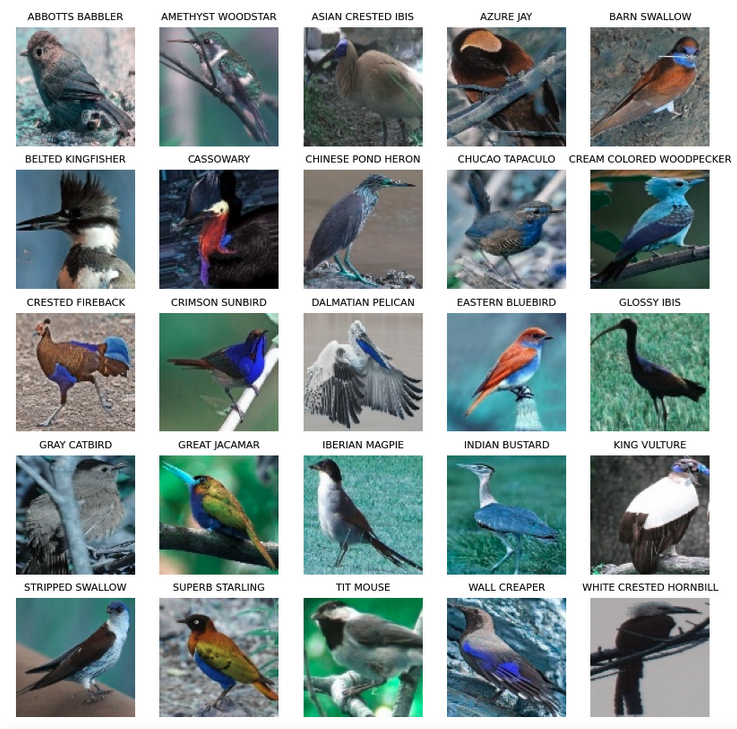 ABBOTTS BABBLER
AMETHYST WOODSTAR
ASIAN CRESTED IBIS
AZURE JAY
BARN SWALLOW
BELTED KINGFISHER
CASSOWARY
CHINESE POND HERON
CHUCAO TAPACULO
CREAM COLORED WOODPECKER
CRESTED FIREBACK
CRIMSON SUNBIRD
DALMATIAN PELICAN
EASTERN BLUEBIRD
GLOSSY IBIS
GRAY CATBIRD
GREAT JACAMAR
IBERIAN MAGPIE
INDIAN BUSTARD
KING VULTURE
STRIPPED SWALLOW
SUPERB STARLING
TIT MOUSE
WALL CREAPER
WHITE CRESTED HORNBILL